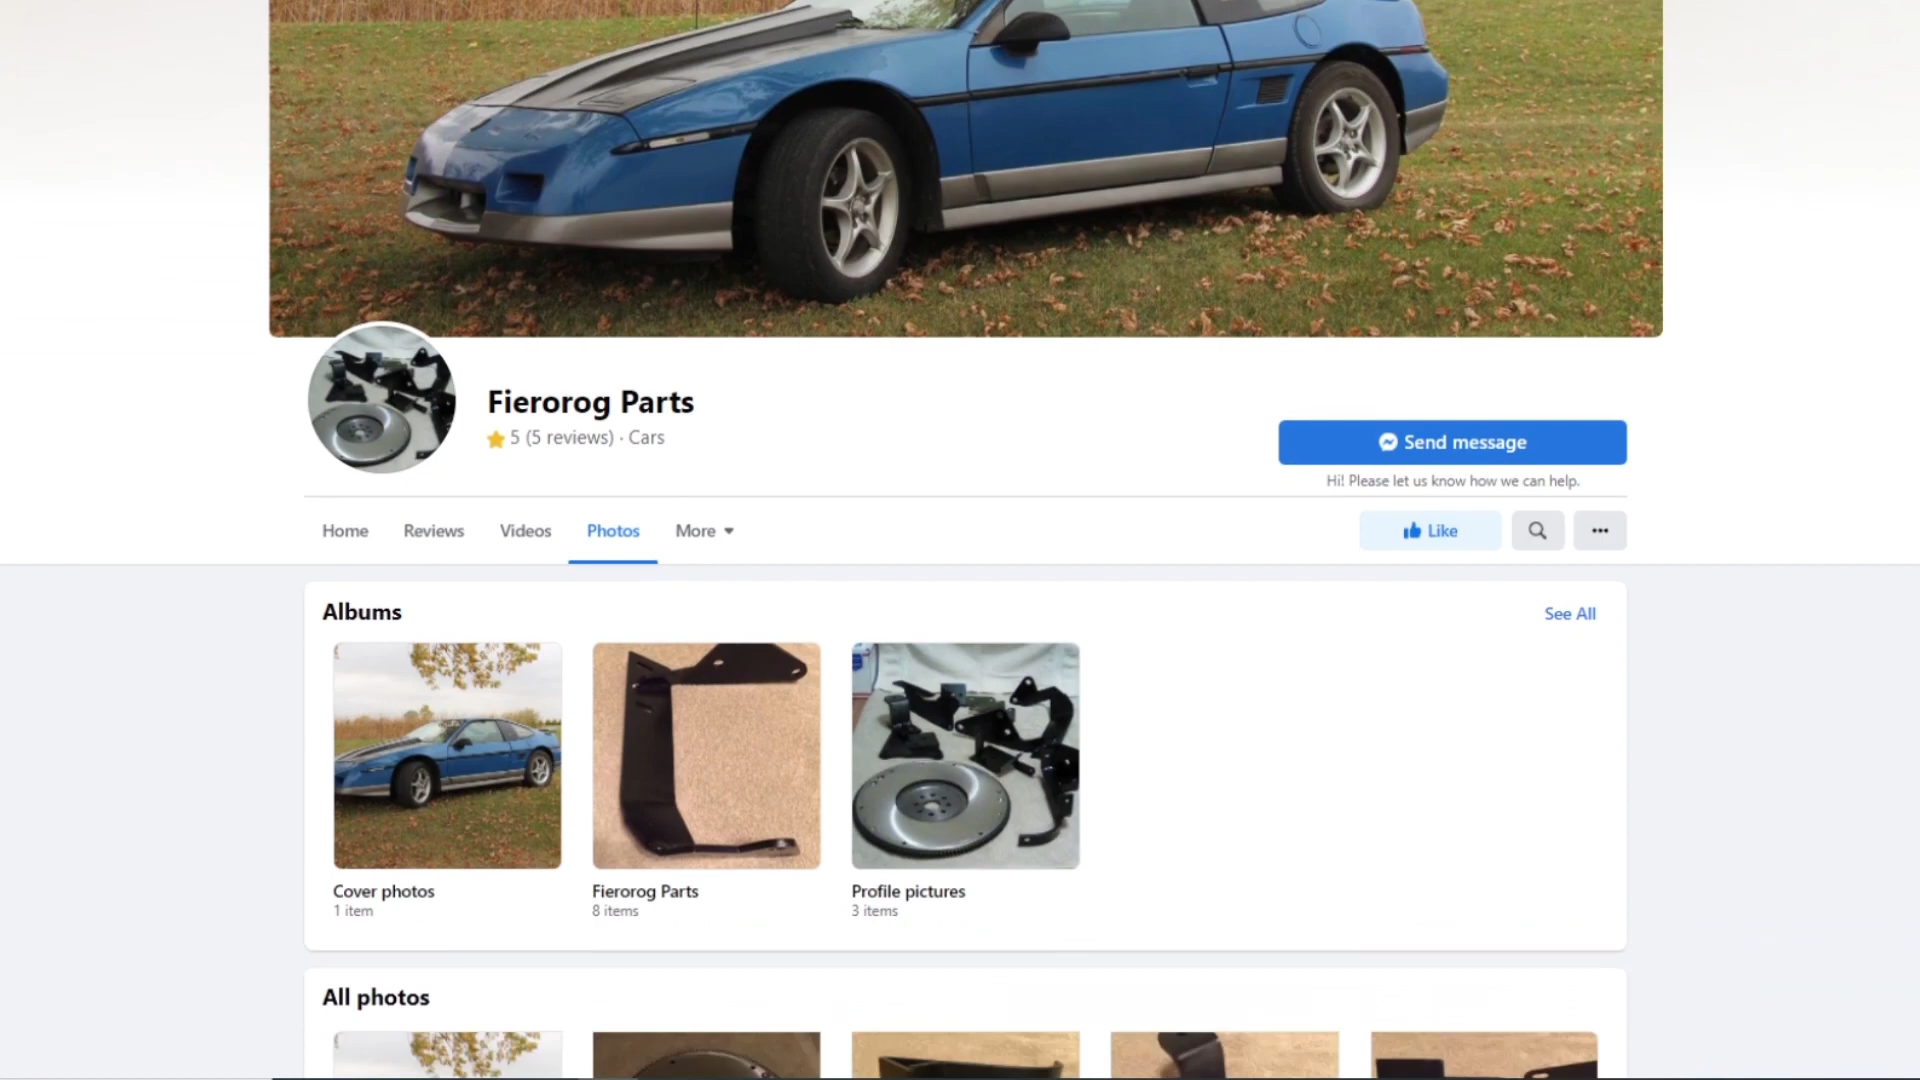 Fierorog Parts
5 (5 reviews) · Cars
Send message
Hi! Please let us know how we can help.
Home Reviews Videos Photos More
Like
Albums
See All
Cover photos
1 item
Fierorog Parts
8 items
Profile pictures
3 items
All photos